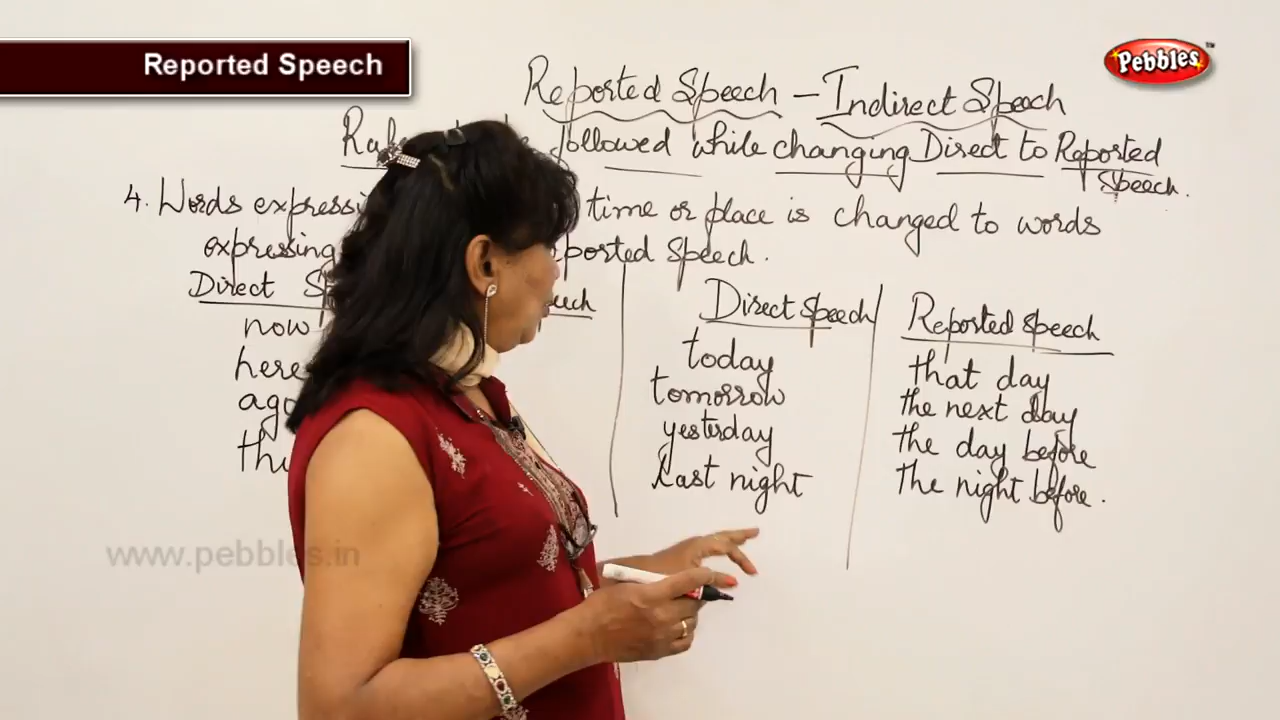 Reported Speech
Pebbles
Reported Speech - Indirect Speech
followed while changing Direct to Reported
Speech.
4. Words time or place is changed to words
expressing Speech.
Direct
now
here
Direct Speech
today
tomorrow
yesterday
Last night
Reported Speech
that day
the next day
the day before
the night before.
www.pebbles.in